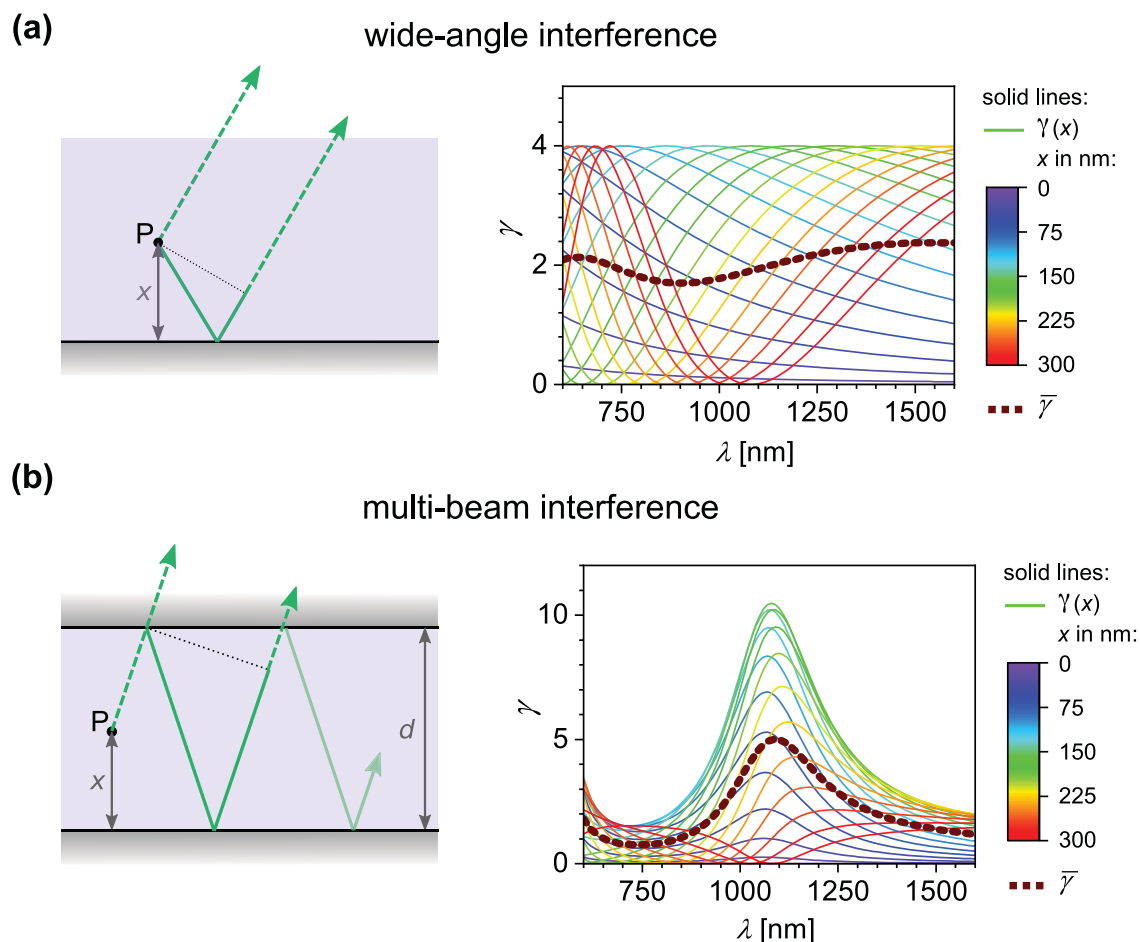 (a)
wide-angle interference
P
x
γ
4
2
0
750
1000
1250
1500
λ [nm]
solid lines:
γ(x)
x in nm:
0
75
150
225
300
γ̅
(b)
multi-beam interference
P
x
d
γ
10
5
0
750
1000
1250
1500
λ [nm]
solid lines:
γ(x)
x in nm:
0
75
150
225
300
γ̅